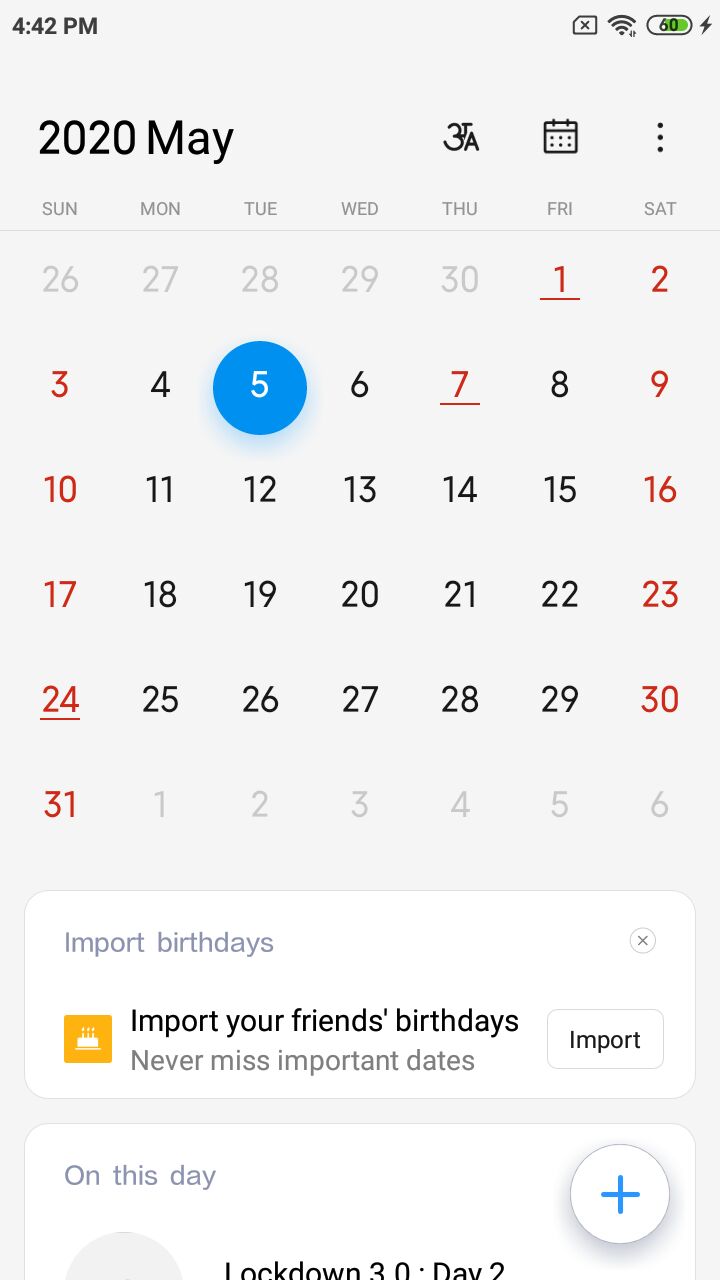 4:42 PM
60
2020 May
अA
SUN MON TUE WED THU FRI SAT
26 27 28 29 30 1 2
3 4 5 6 7 8 9
10 11 12 13 14 15 16
17 18 19 20 21 22 23
24 25 26 27 28 29 30
31 1 2 3 4 5 6
Import birthdays
Import your friends' birthdays
Never miss important dates
Import
On this day
Lockdown 3.0 : Day 2